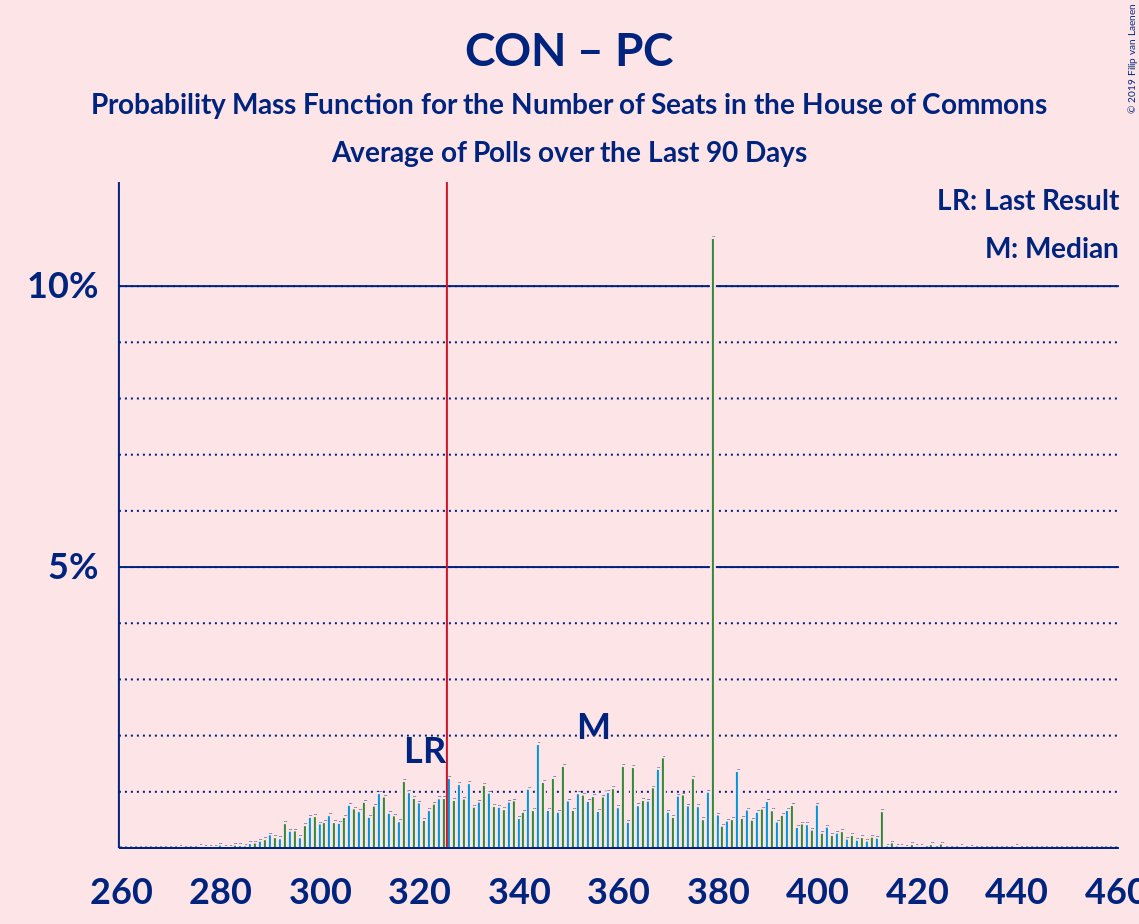 CON – PC
Probability Mass Function for the Number of Seats in the House of Commons
Average of Polls over the Last 90 Days
© 2019 Filip van Laenen
LR: Last Result
M: Median
10%
5%
M
LR
260 280 300 320 340 360 380 400 420 440 460